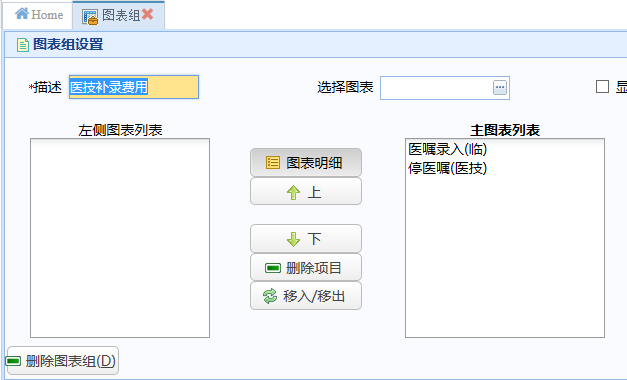 Home 图表组
图表组设置
*描述 医技补录费用 选择图表 ... 显
左侧图表列表 主图表列表
图表明细
上
下
删除项目
移入/移出
医嘱录入(临)
停医嘱(医技)
删除图表组(D)